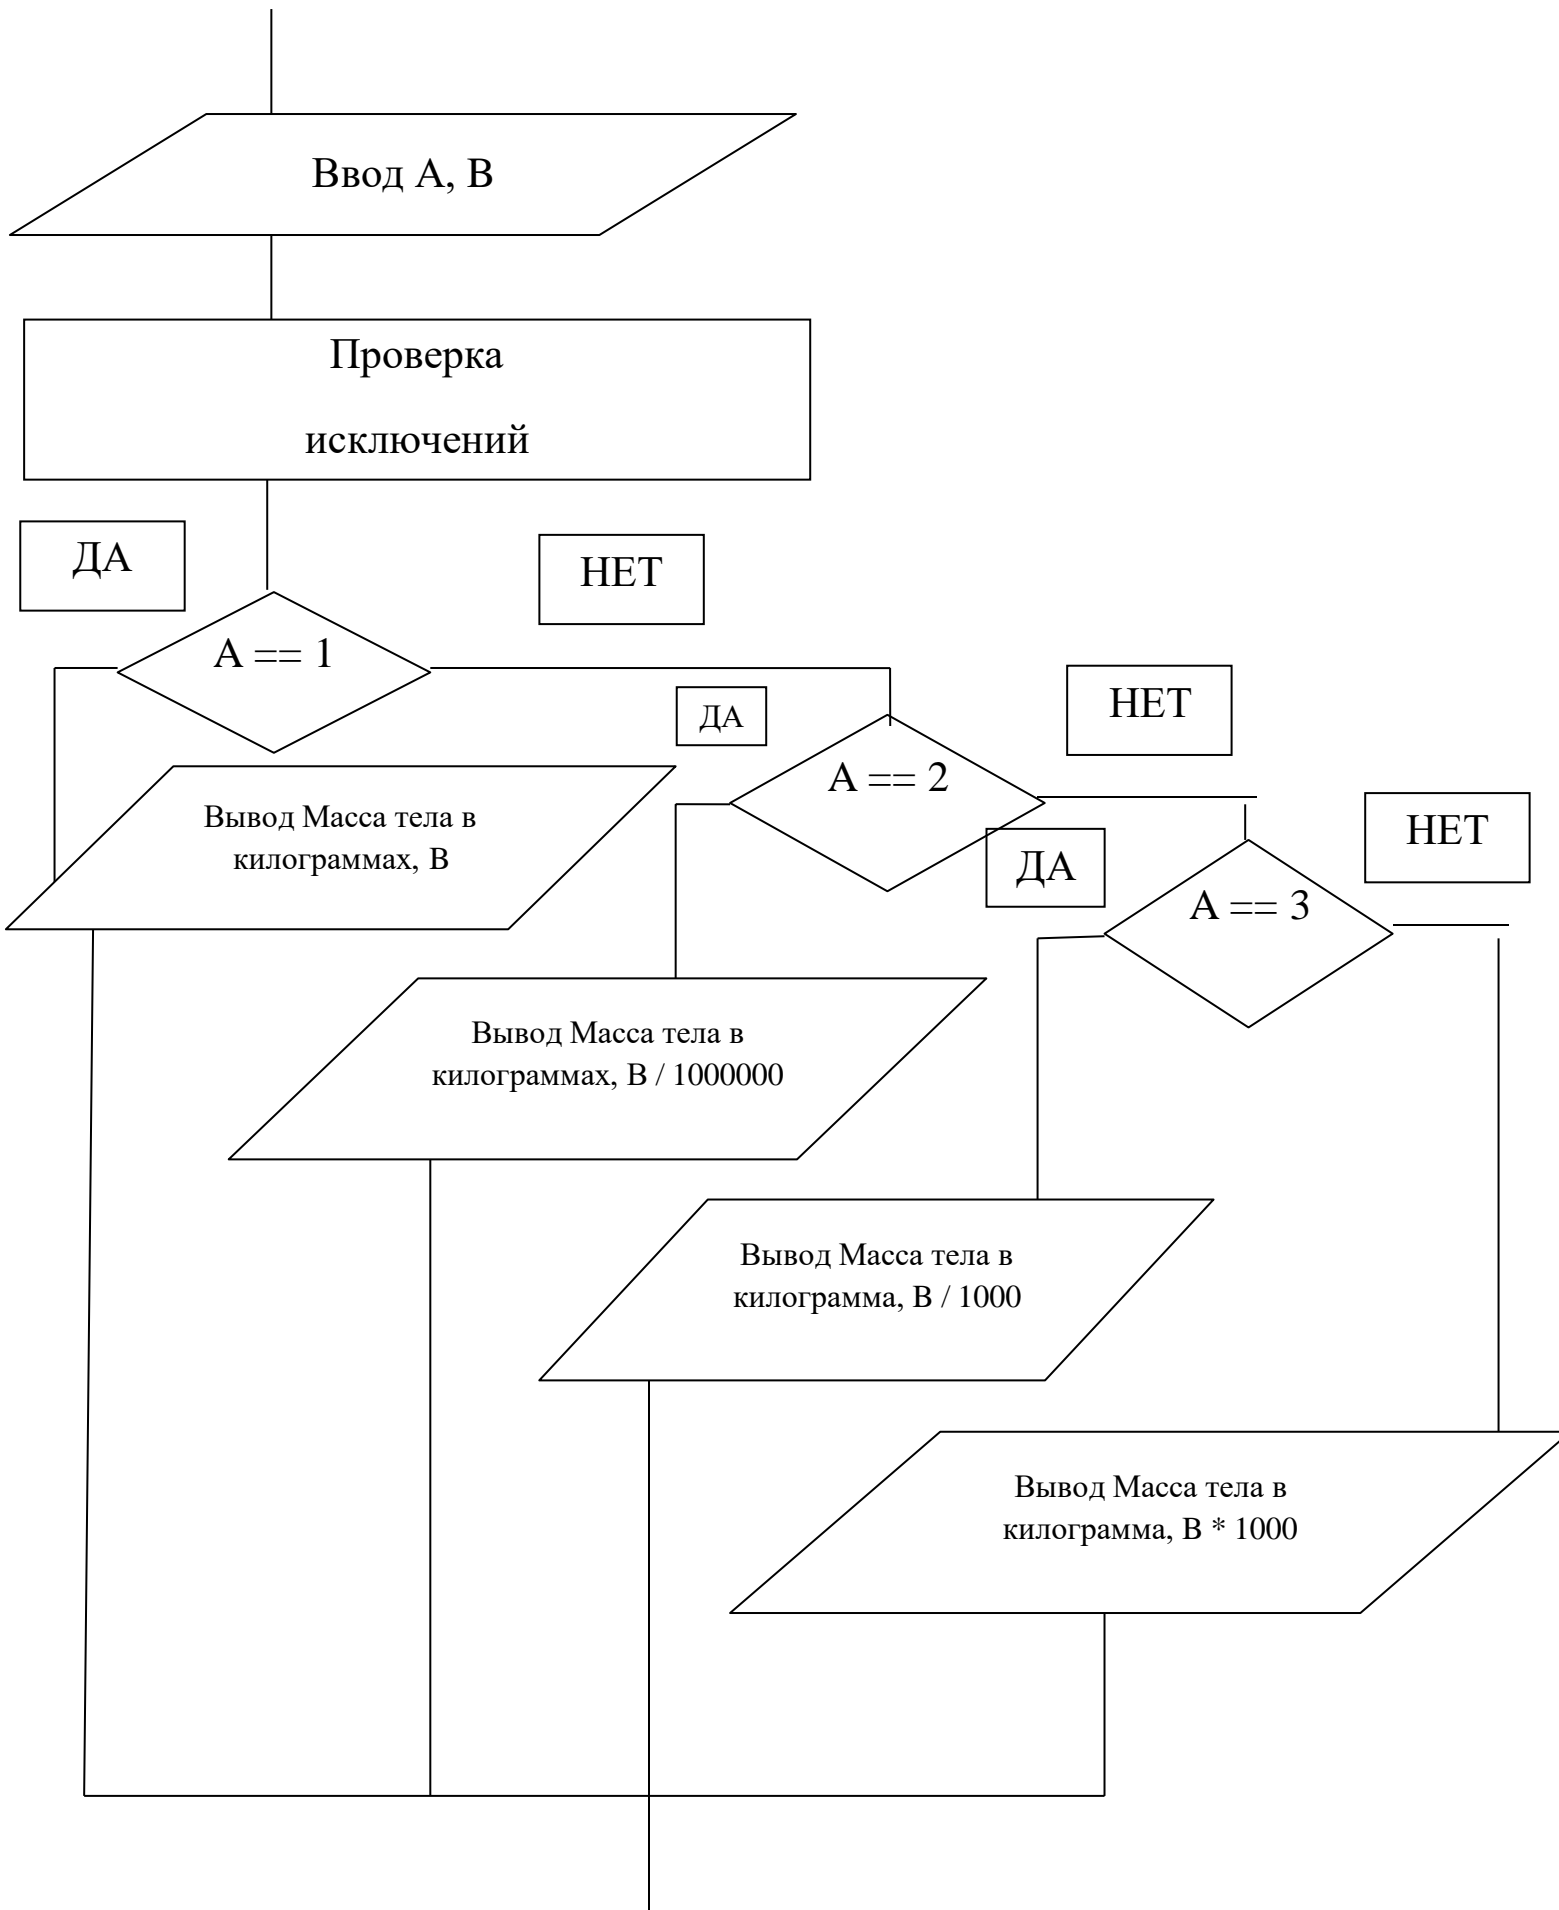 Ввод A, B
Проверка
исключений
ДА
НЕТ
A == 1
ДА
НЕТ
A == 2
Вывод Масса тела в
килограммах, B
ДА
НЕТ
A == 3
Вывод Масса тела в
килограммах, B / 1000000
Вывод Масса тела в
килограмма, B / 1000
Вывод Масса тела в
килограмма, B * 1000